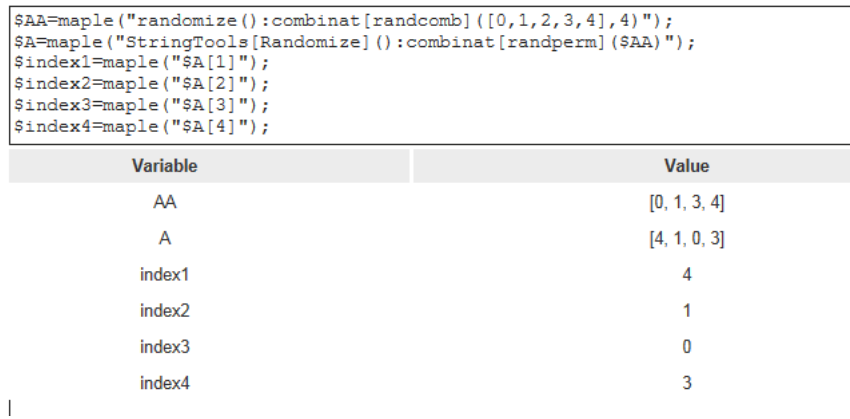 $AA=maple("randomize():combinat[randcomb]([0,1,2,3,4],4)");
$A=maple("StringTools[Randomize]():combinat[randperm]($AA)");
$index1=maple("$A[1]");
$index2=maple("$A[2]");
$index3=maple("$A[3]");
$index4=maple("$A[4]");
Variable Value
AA [0, 1, 3, 4]
A [4, 1, 0, 3]
index1 4
index2 1
index3 0
index4 3